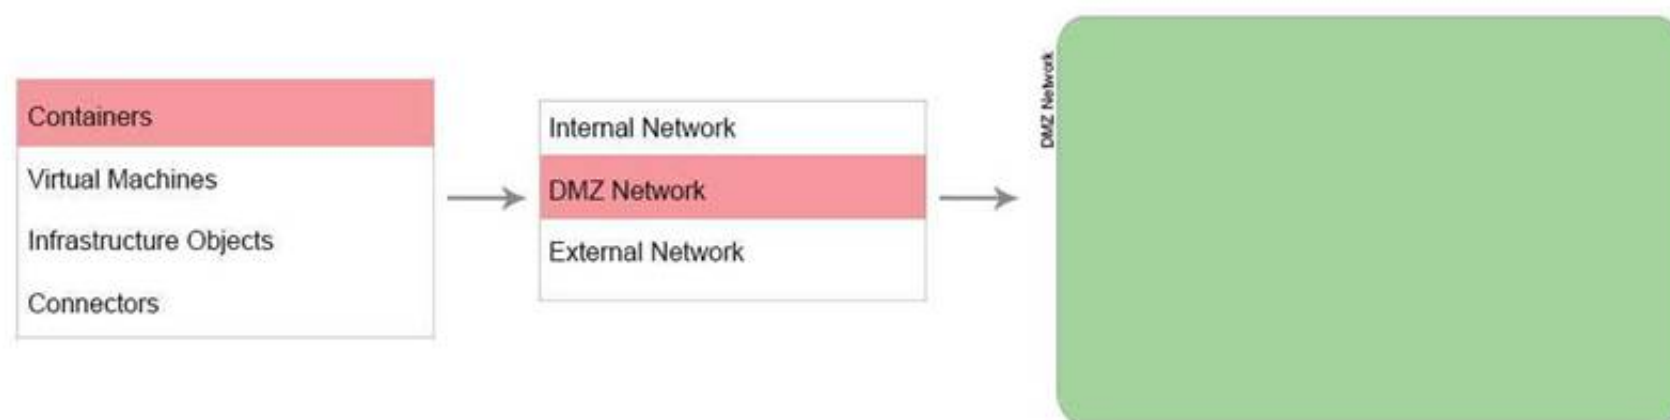 Containers
Virtual Machines
Infrastructure Objects
Connectors
Internal Network
DMZ Network
External Network
DMZ Network